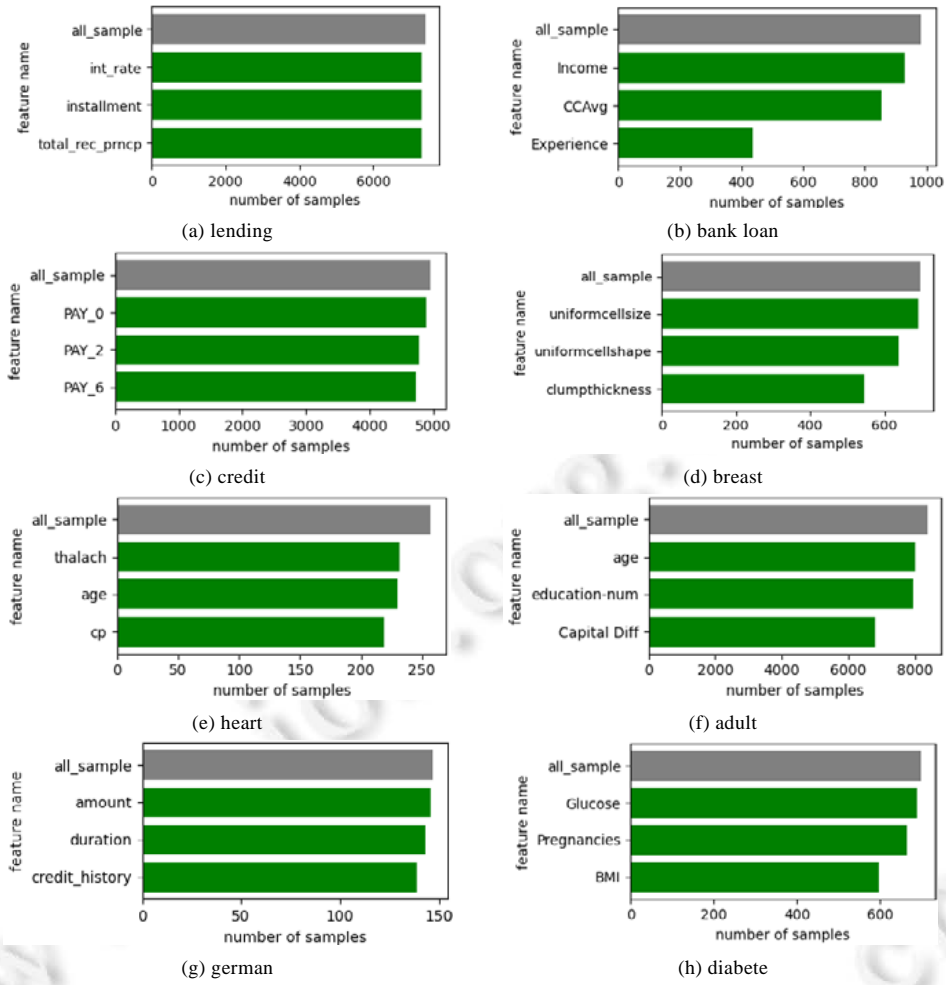 feature name
all_sample
int_rate
installment
total_rec_prncp
0 2000 4000 6000
number of samples
(a) lending
feature name
all_sample
Income
CCAvg
Experience
0 200 400 600 800 1000
number of samples
(b) bank loan
feature name
all_sample
PAY_0
PAY_2
PAY_6
0 1000 2000 3000 4000 5000
number of samples
(c) credit
feature name
all_sample
uniformcellsize
uniformcellshape
clumpthickness
0 200 400 600
number of samples
(d) breast
feature name
all_sample
thalach
age
cp
0 50 100 150 200 250
number of samples
(e) heart
feature name
all_sample
age
education-num
Capital Diff
0 2000 4000 6000 8000
number of samples
(f) adult
feature name
all_sample
amount
duration
credit_history
0 50 100 150
number of samples
(g) german
feature name
all_sample
Glucose
Pregnancies
BMI
0 200 400 600
number of samples
(h) diabete